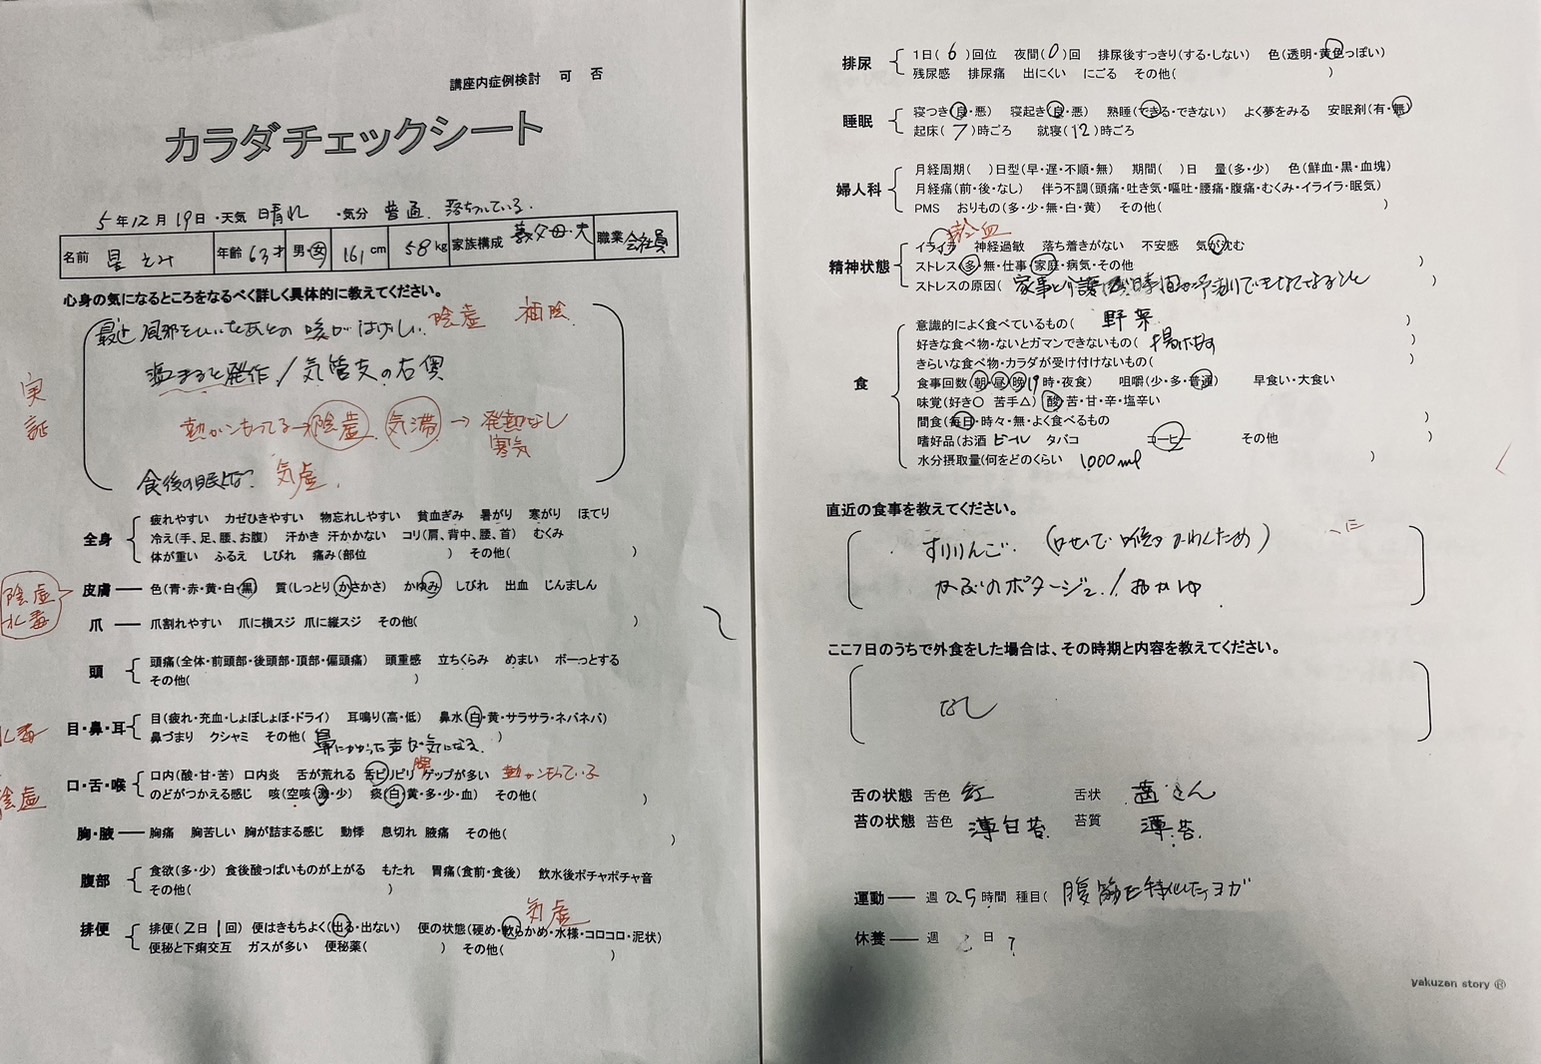 講座内症例検討 可 否
カラダチェックシート
5年12月19日・天気 晴れ ・気分 普通。落ちついている。
名前 星 年齢 63才 男・女 161cm 58kg 家族構成 義父母・夫 職業 会社員
心身の気になるところをなるべく詳しく具体的に教えてください。
最近 風邪をひいたあとの 咳がはげしい。陰虚
温まると発作/気管支の右側
実証
熱がこもってる→陰虚 気滞→発熱なし
寒気
食後の眠け? 気虚.
全身
疲れやすい カゼひきやすい 物忘れしやすい 貧血ぎみ 暑がり 寒がり ほてり
冷え(手、足、腰、お腹) 汗かき 汗かかない コリ(肩、背中、腰、首) むくみ
体が重い ふるえ しびれ 痛み(部位 ) その他( )
陰虚
水毒
皮膚 色(青・赤・黄・白・黒) 質(しっとり・かさかさ) かゆみ しびれ 出血 じんましん
爪 爪割れやすい 爪に横スジ 爪に縦スジ その他( )
頭
頭痛(全体・前頭部・後頭部・頂部・偏頭痛) 頭重感 立ちくらみ めまい ボーっとする
その他( )
水毒
目・鼻・耳
目(疲れ・充血・しょぼしょぼ・ドライ) 耳鳴り(高・低) 鼻水(白・黄・サラサラ・ネバネバ)
鼻づまり クシャミ その他( 鼻にかかった声が気になる。 )
陰虚
口・舌・喉
口内(酸・甘・苦) 口内炎 舌が荒れる 舌ピリピリ ゲップが多い 熱がこもっている
のどがつかえる感じ 咳(空咳・激・少) 痰(白・黄・多・少・血) その他( )
胸・腋 胸痛 胸苦しい 胸が詰まる感じ 動悸 息切れ 腋痛 その他( )
腹部
食欲(多・少) 食後酸っぱいものが上がる もたれ 胃痛(食前・食後) 飲水後ポチャポチャ音
その他( )
気虚
排便
排便(2日1回) 便はきもちよく(出る・出ない) 便の状態(硬め・軟らかめ・水様・コロコロ・泥状)
便秘と下痢交互 ガスが多い 便秘薬( ) その他( )
排尿
1日(6)回位 夜間(0)回 排尿後すっきり(する・しない) 色(透明・黄色っぽい)
残尿感 排尿痛 出にくい にごる その他( )
睡眠
寝つき(良・悪) 寝起き(良・悪) 熟睡(できる・できない) よく夢をみる 安眠剤(有・無)
起床(7)時ごろ 就寝(12)時ごろ
婦人科
月経周期( )日型(早・遅・不順・無) 期間( )日 量(多・少) 色(鮮血・黒・血塊)
月経痛(前・後・なし) 伴う不調(頭痛・吐き気・嘔吐・腰痛・腹痛・むくみ・イライラ・眠気)
PMS おりもの(多・少・無・白・黄) その他( )
精神状態
イライラ 神経過敏 落ち着きがない 不安感 気が沈む
ストレス(多・無・仕事・家庭・病気・その他 )
ストレスの原因( 家事と介護で時間が予測できなくなること )
食
意識的によく食べているもの( 野菜 )
好きな食べ物・ないとガマンできないもの( 揚げもの )
きらいな食べ物・カラダが受け付けないもの( )
食事回数(朝・昼・晩19時・夜食) 咀嚼(少・多・普通) 早食い・大食い
味覚(好き○ 苦手△) 酸・苦・甘・辛・塩辛い
間食(毎日・時々・無・よく食べるもの )
嗜好品(お酒 ビール タバコ コーヒー その他 )
水分摂取量(何をどのくらい 1,000ml )
直近の食事を教えてください。
すりりんご. (せきで喉がかわくため)
かぶのポタージュ / おかゆ
ここ7日のうちで外食をした場合は、その時期と内容を教えてください。
なし
舌の状態 舌色 紅 舌状 歯こん
苔の状態 苔色 薄白苔. 苔質 薄苔.
運動 週 0.5時間 種目( 腹筋を特化したヨガ
休養 週 日 ?
yakuzen story ®